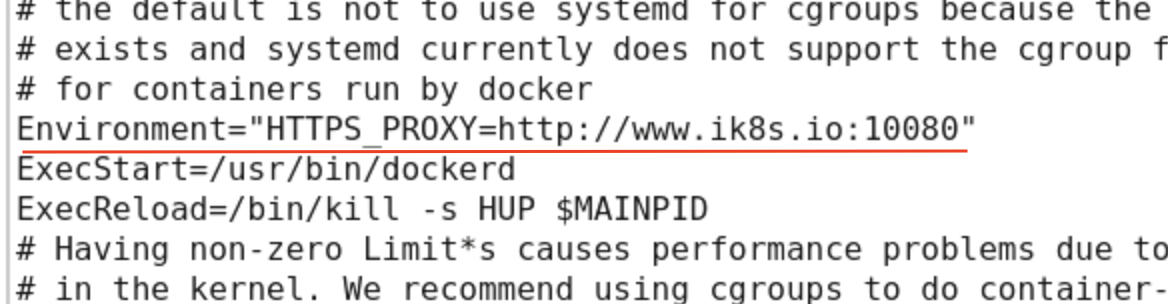 # the default is not to use systemd for cgroups because the
# exists and systemd currently does not support the cgroup f
# for containers run by docker
Environment="HTTPS_PROXY=http://www.ik8s.io:10080"
ExecStart=/usr/bin/dockerd
ExecReload=/bin/kill -s HUP $MAINPID
# Having non-zero Limit*s causes performance problems due to
# in the kernel. We recommend using cgroups to do container-